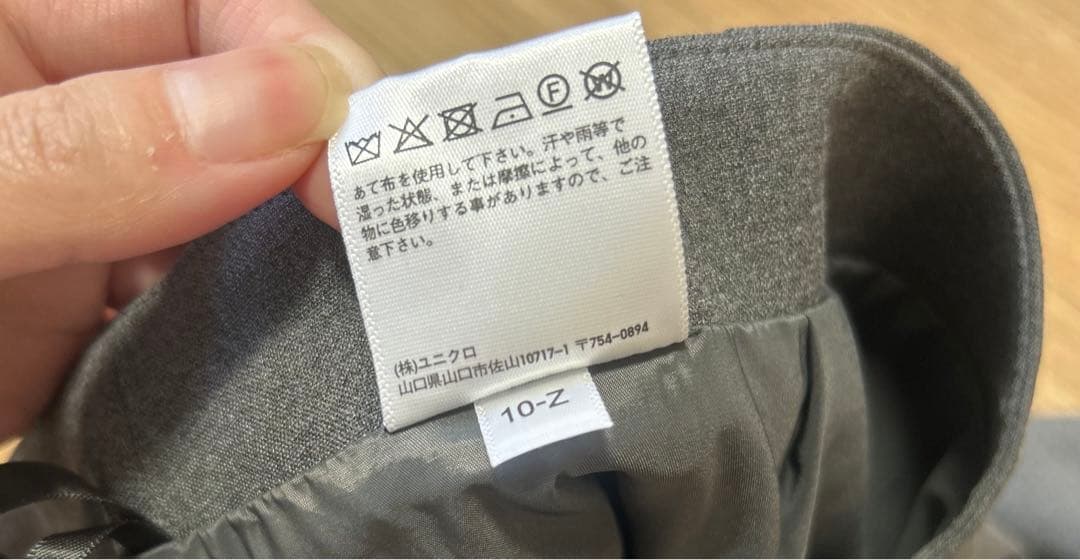 F W
あて布を使用して下さい。汗や雨等で
湿った状態、または摩擦によって、他の
物に色移りする事がありますので、ご注
意下さい。
(株)ユニクロ
山口県山口市佐山10717-1 〒754-0894
10-Z